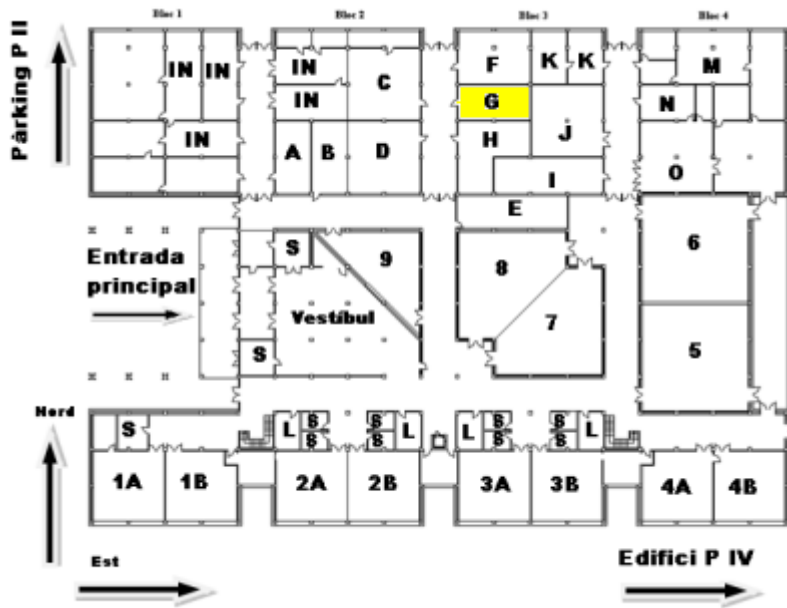 Bloc 1 Bloc 2 Bloc 3 Bloc 4
Pàrking P II
IN IN IN C F K K M
IN G N
IN A B D H J O
I
E
Entrada
principal
S 9 8 6
Vestíbul 7
S 5
Nord
S L S S L L S S L
S S S S
1A 1B 2A 2B 3A 3B 4A 4B
Est
Edifici P IV